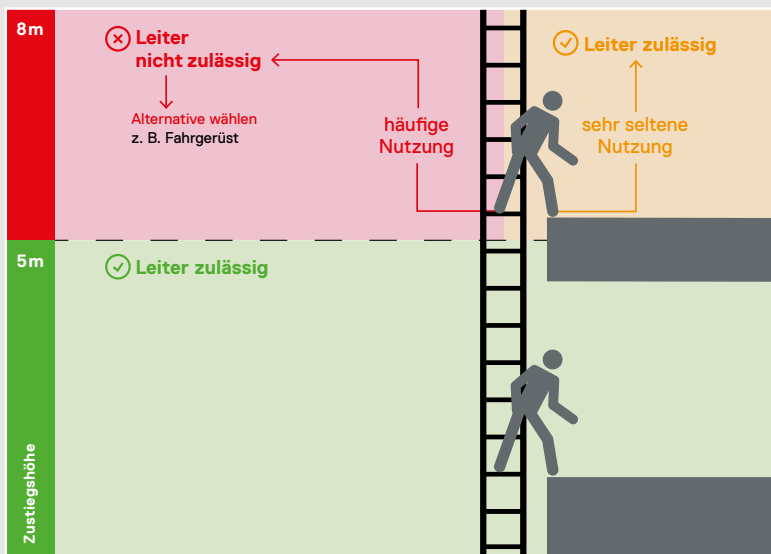 8m
Leiter
nicht zulässig
Alternative wählen
z. B. Fahrgerüst
häufige
Nutzung
Leiter zulässig
sehr seltene
Nutzung
5m
Leiter zulässig
Zustiegshöhe